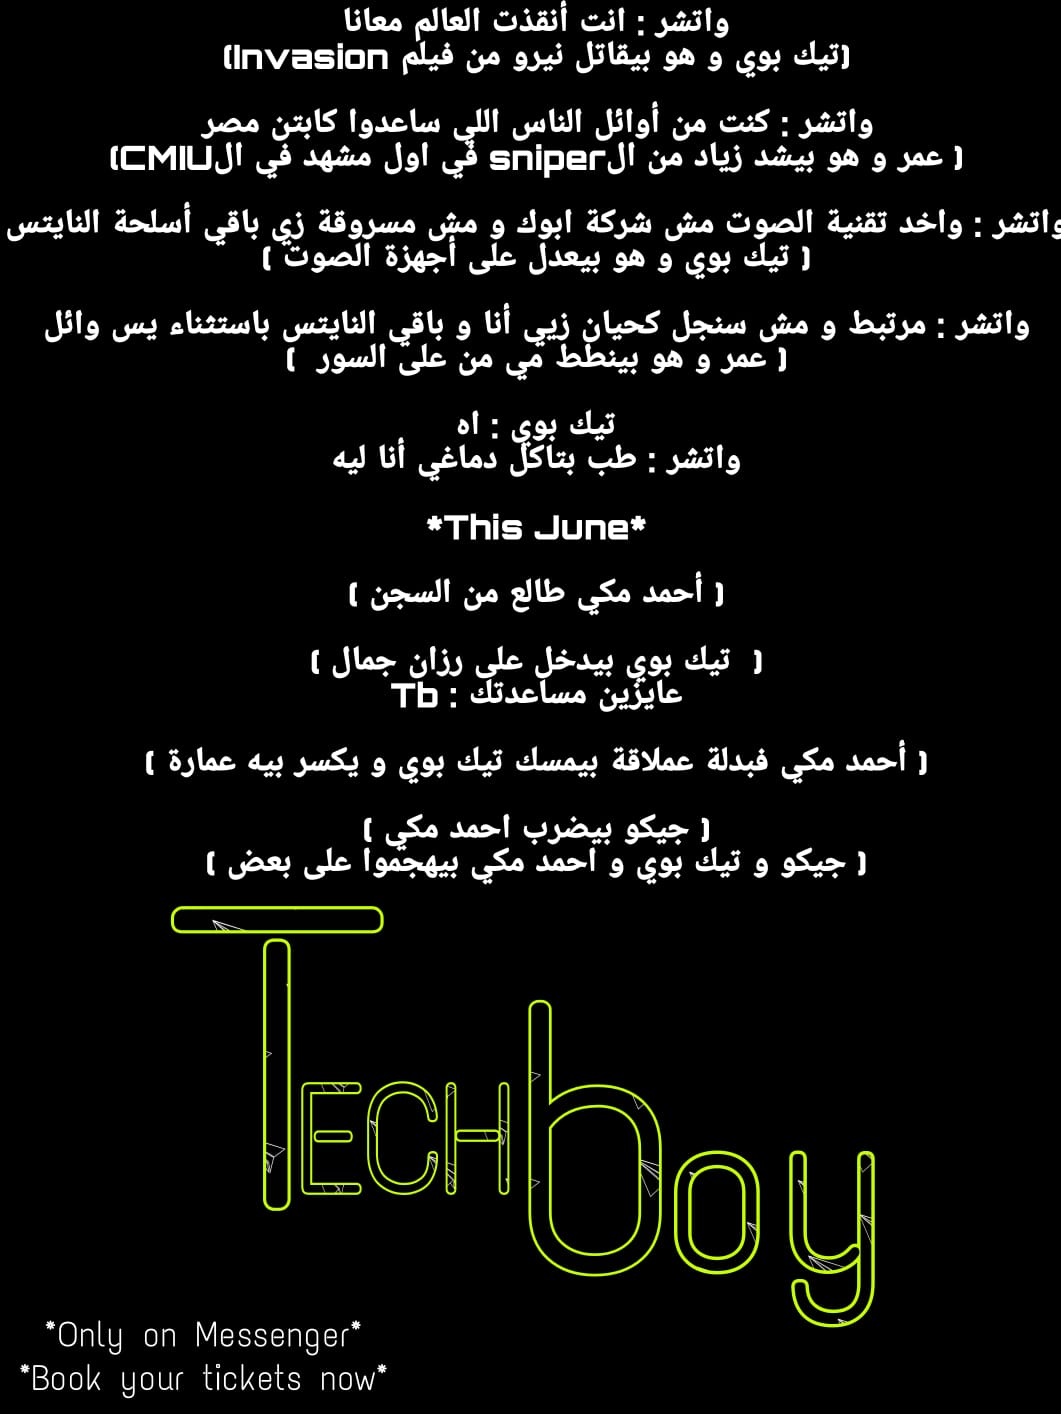 واتشر : انت أنقذت العالم معانا
(تيك بوي و هو بيقاتل نيرو من فيلم Invasion)
واتشر : كنت من أوائل الناس اللي ساعدوا كابتن مصر
( عمر و هو بيشد زياد من الsniper في اول مشهد في الCMIU)
واتشر : واخد تقنية الصوت مش شركة ابوك و مش مسروقة زي باقي أسلحة النايتس
( تيك بوي و هو بيعدل على أجهزة الصوت )
واتشر : مرتبط و مش سنجل كحيان زيي أنا و باقي النايتس باستثناء يس وائل
( عمر و هو بينطط مي من على السور )
تيك بوي : اه
واتشر : طب بتاكل دماغي أنا ليه
*This June*
( أحمد مكي طالع من السجن )
( تيك بوي بيدخل على رزان جمال )
Tb : عايزين مساعدتك
( أحمد مكي فبدلة عملاقة بيمسك تيك بوي و يكسر بيه عمارة )
( جيكو بيضرب احمد مكي )
( جيكو و تيك بوي و احمد مكي بيهجموا على بعض )
TECH boy
*Only on Messenger*
*Book your tickets now*